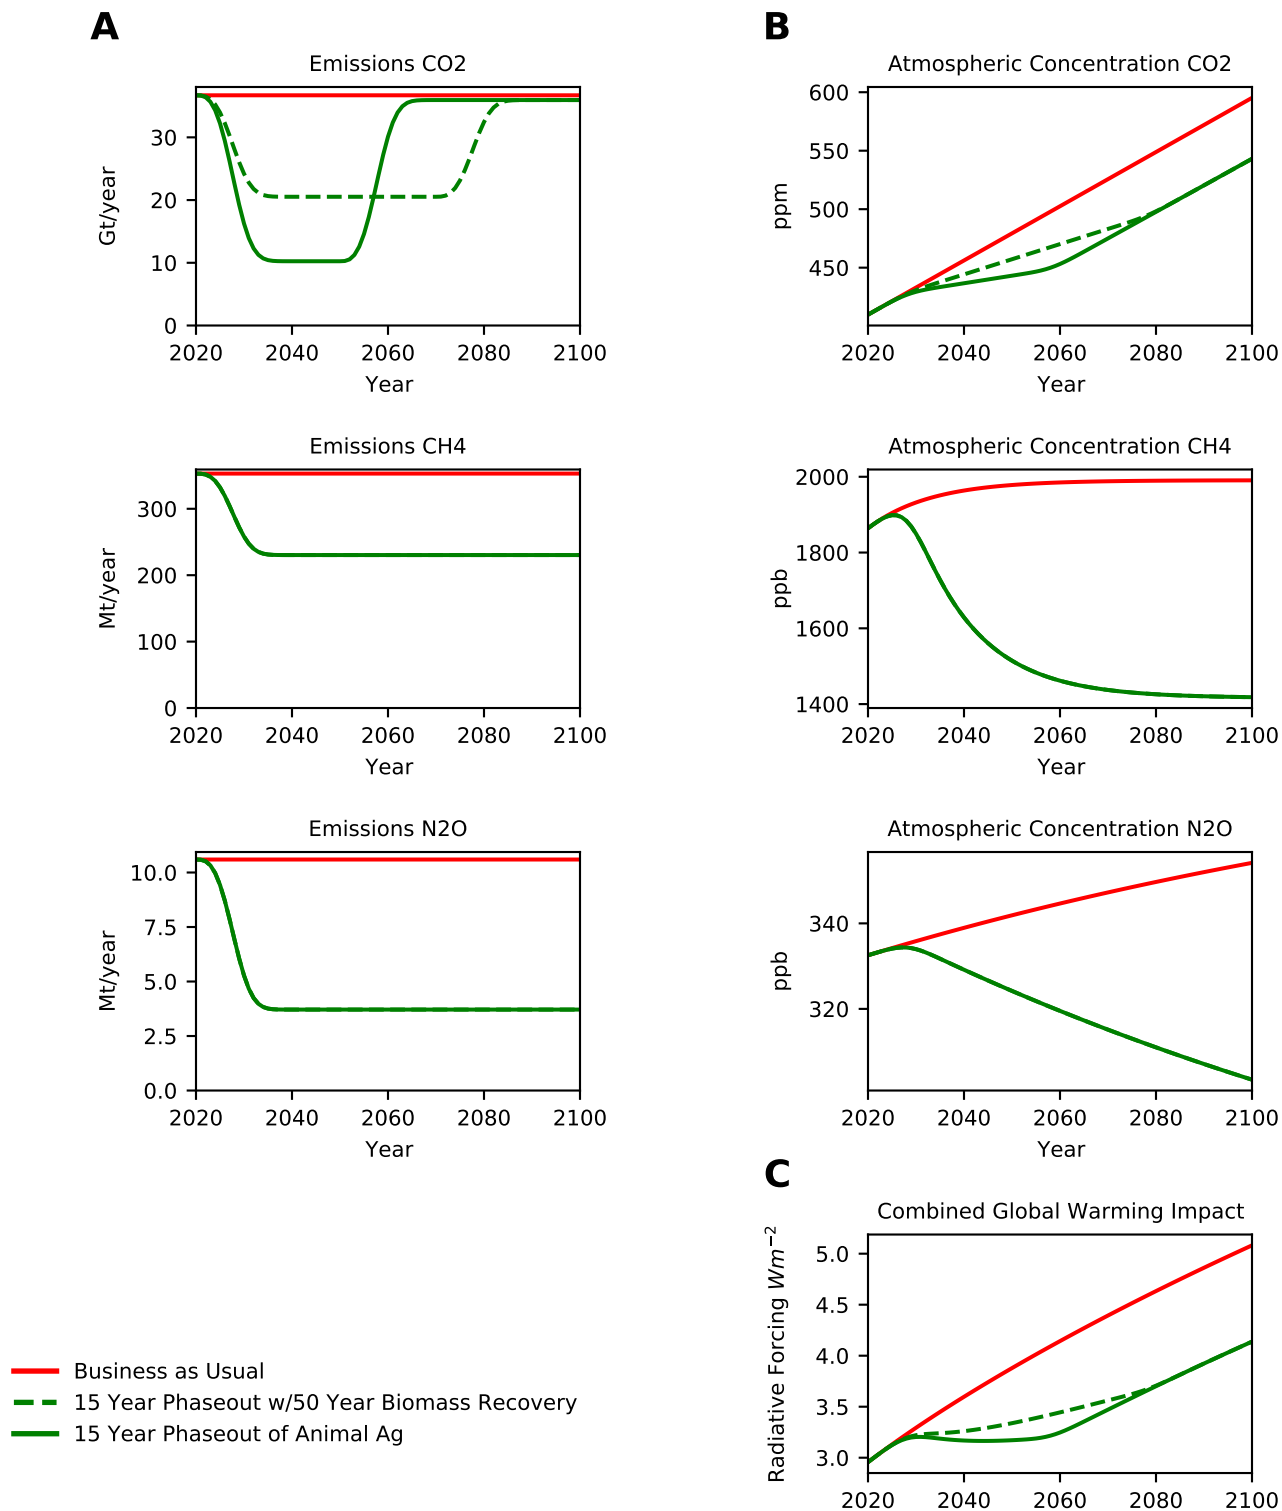 A
B
Emissions CO2
Gt/year
30
20
10
0
2020 2040 2060 2080 2100
Year
Atmospheric Concentration CO2
ppm
600
550
500
450
2020 2040 2060 2080 2100
Year
Emissions CH4
Mt/year
300
200
100
0
2020 2040 2060 2080 2100
Year
Atmospheric Concentration CH4
ppb
2000
1800
1600
1400
2020 2040 2060 2080 2100
Year
Emissions N2O
Mt/year
10.0
7.5
5.0
2.5
0.0
2020 2040 2060 2080 2100
Year
Atmospheric Concentration N2O
ppb
340
320
2020 2040 2060 2080 2100
Year
C
Combined Global Warming Impact
Radiative Forcing Wm⁻²
5.0
4.5
4.0
3.5
3.0
2020 2040 2060 2080 2100
Business as Usual
15 Year Phaseout w/50 Year Biomass Recovery
15 Year Phaseout of Animal Ag